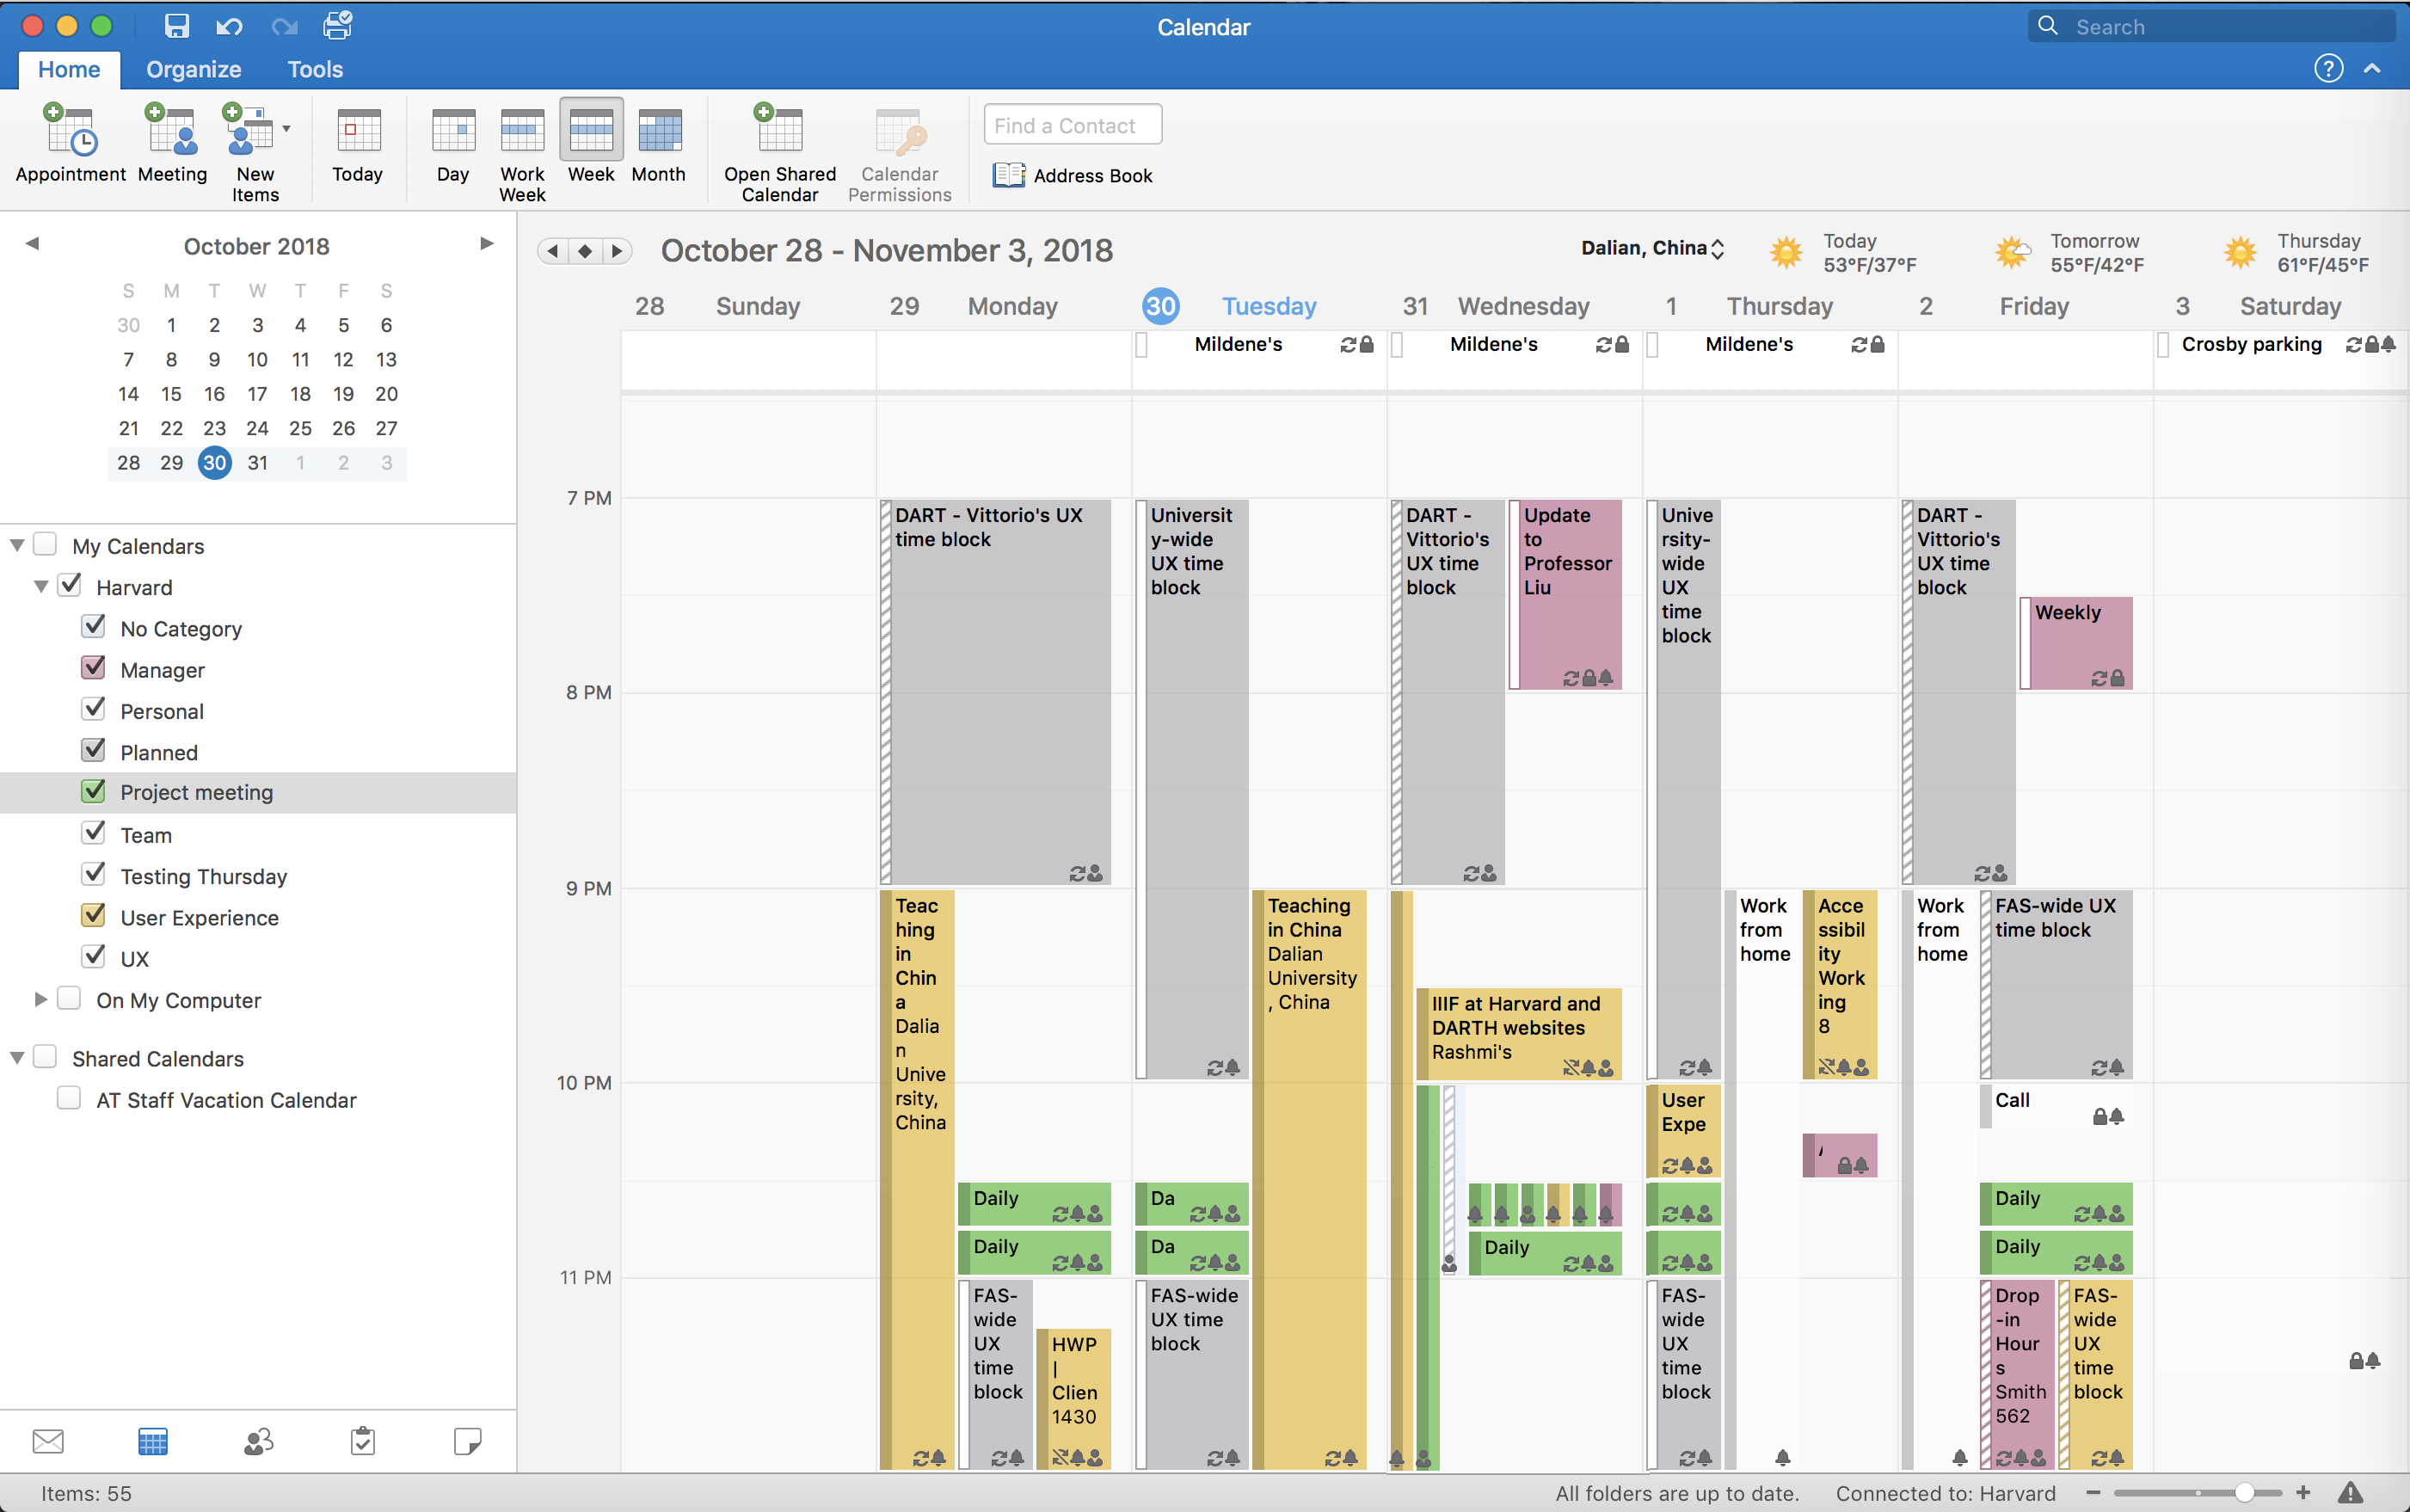 Calendar
Search
Home
Organize
Tools
Appointment
Meeting
New
Items
Today
Day
Work
Week
Week
Month
Open Shared
Calendar
Calendar
Permissions
Find a Contact
Address Book
October 2018
S M T W T F S
30 1 2 3 4 5 6
7 8 9 10 11 12 13
14 15 16 17 18 19 20
21 22 23 24 25 26 27
28 29 30 31 1 2 3
My Calendars
Harvard
No Category
Manager
Personal
Planned
Project meeting
Team
Testing Thursday
User Experience
UX
On My Computer
Shared Calendars
AT Staff Vacation Calendar
October 28 - November 3, 2018
Dalian, China
Today
53°F/37°F
Tomorrow
55°F/42°F
Thursday
61°F/45°F
28 Sunday
29 Monday
30 Tuesday
31 Wednesday
1 Thursday
2 Friday
3 Saturday
Mildene's
Mildene's
Mildene's
Crosby parking
7 PM
8 PM
9 PM
10 PM
11 PM
DART - Vittorio's UX
time block
Teac
hing
in
Chin
a
Dalia
n
Unive
rsity,
China
Daily
Daily
FAS-
wide
UX
time
block
HWP
|
Clien
1430
Universit
y-wide
UX time
block
Teaching
in China
Dalian
University
, China
Da
Da
FAS-wide
UX time
block
DART -
Vittorio's
UX time
block
Update
to
Professor
Liu
IIIF at Harvard and
DARTH websites
Rashmi's
Daily
Unive
rsity-
wide
UX
time
block
Work
from
home
Acce
ssibil
ity
Work
ing
8
User
Expe
FAS-
wide
UX
time
block
DART -
Vittorio's
UX time
block
Weekly
Work
from
home
FAS-wide UX
time block
Call
Daily
Daily
Drop
-in
Hour
s
Smith
562
FAS-
wide
UX
time
block
Items: 55
All folders are up to date.
Connected to: Harvard